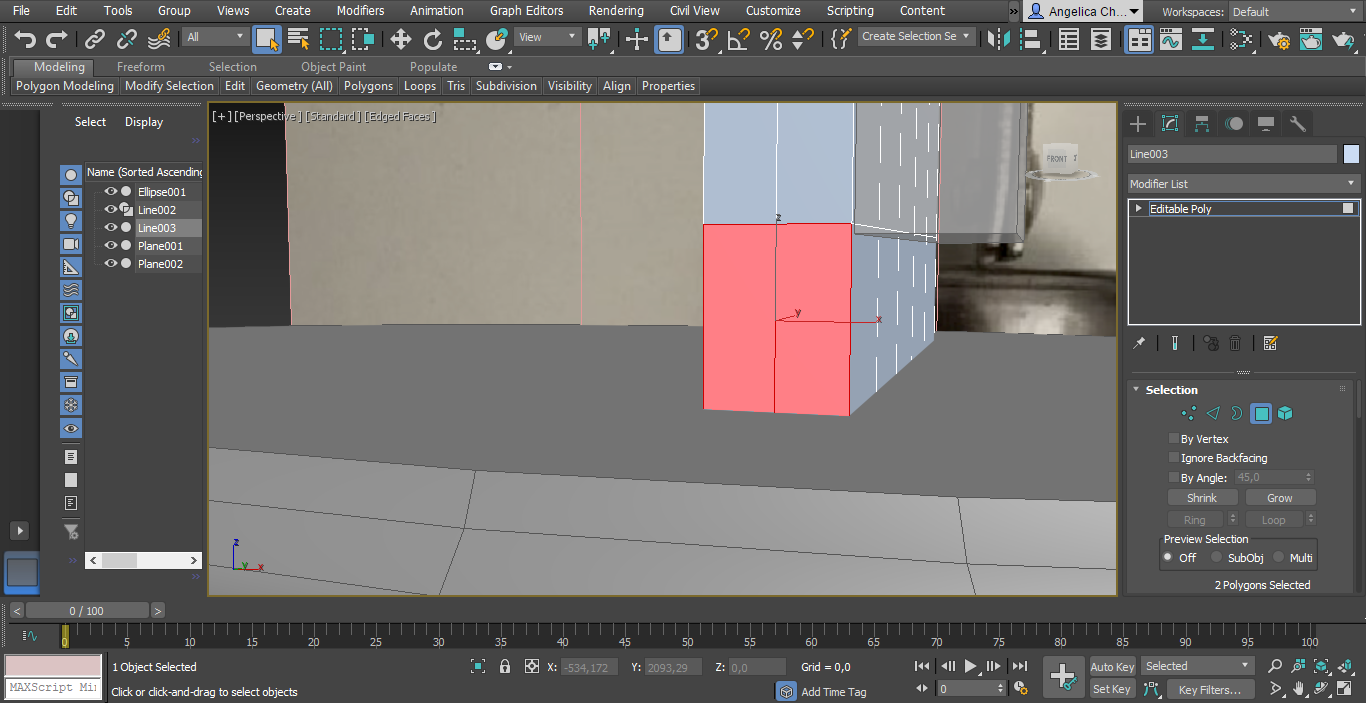 File Edit Tools Group Views Create Modifiers Animation Graph Editors Rendering Civil View Customize Scripting Content » Angelica Ch... Workspaces: Default
All View 3 Create Selection Se
Modeling Freeform Selection Object Paint Populate
Polygon Modeling Modify Selection Edit Geometry (All) Polygons Loops Tris Subdivision Visibility Align Properties
Select Display
»
Name (Sorted Ascending
Ellipse001
Line002
Line003
Plane001
Plane002
»
»
[+] [Perspective] [Standard] [Edged Faces]
FRONT
z
y
x
z
y
x
Line003
Modifier List
Editable Poly
Selection
By Vertex
Ignore Backfacing
By Angle: 45,0
Shrink Grow
Ring Loop
Preview Selection
Off SubObj Multi
2 Polygons Selected
< 0 / 100 >
0 5 10 15 20 25 30 35 40 45 50 55 60 65 70 75 80 85 90 95 100
1 Object Selected X: -534,172 Y: 2093,29 Z: 0,0 Grid = 0,0 Auto Key Selected
MAXScript Mi
Click or click-and-drag to select objects Add Time Tag 0 Set Key Key Filters...